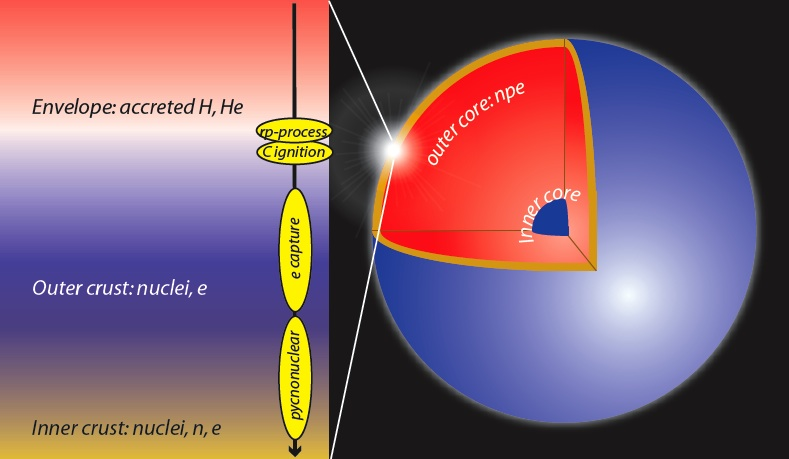 Envelope: accreted H, He
rp-process
C ignition
e capture
Outer crust: nuclei, e
pycnonuclear
Inner crust: nuclei, n, e
outer core: npe
Inner core